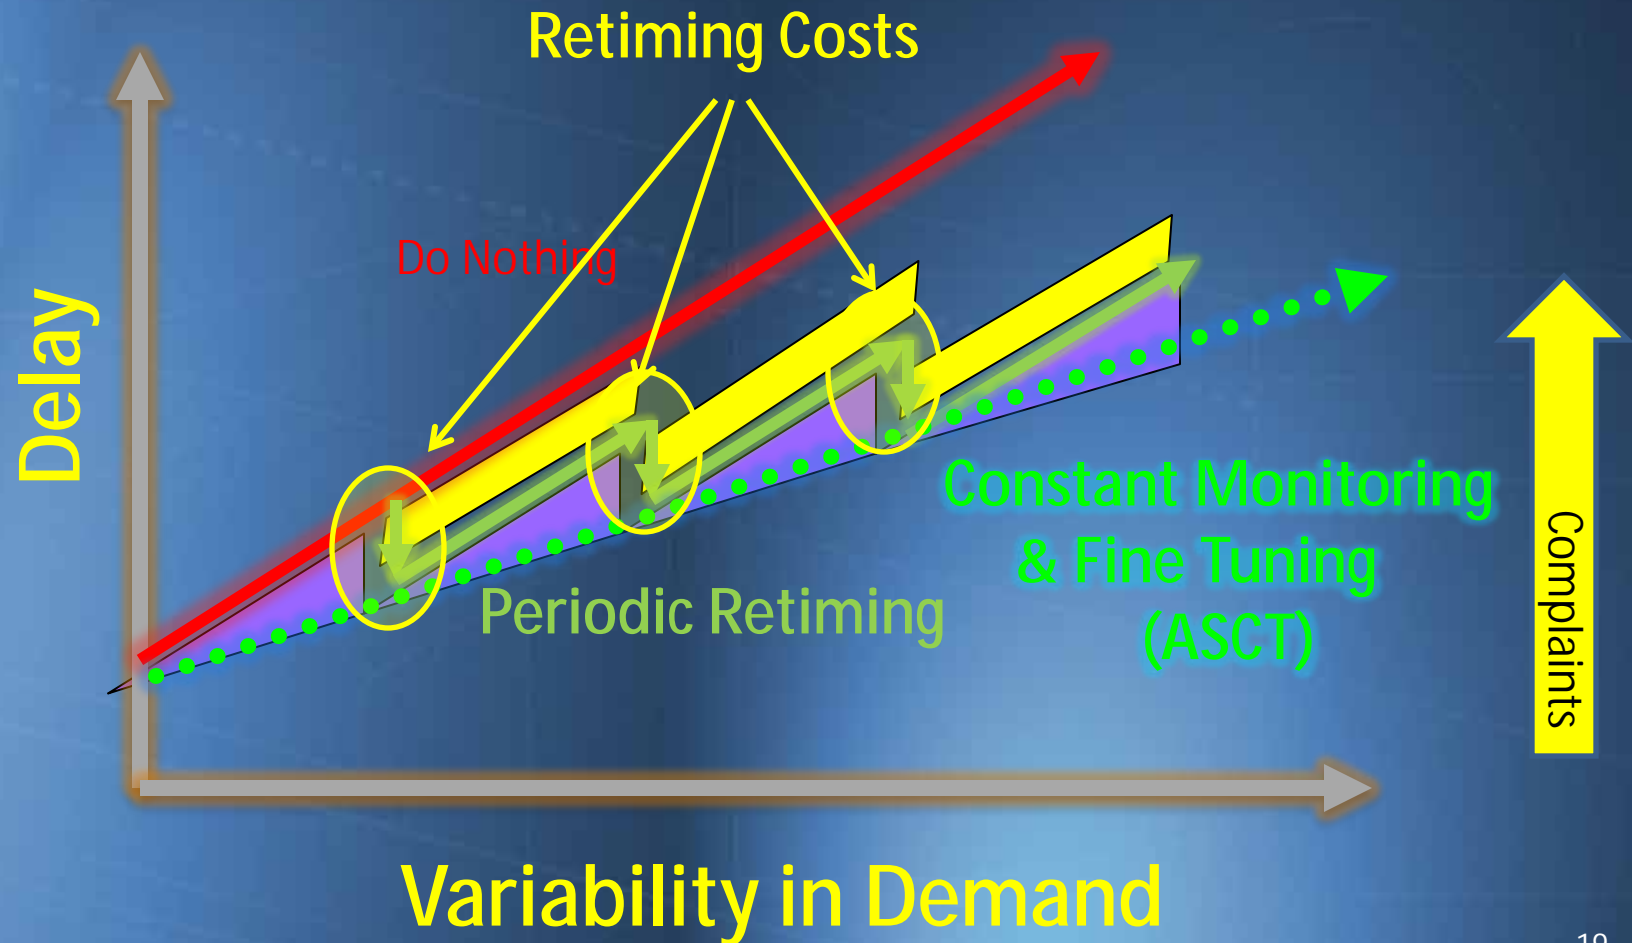 Retiming Costs
Do Nothing
Delay
Constant Monitoring
& Fine Tuning
(ASCT)
Periodic Retiming
Complaints
Variability in Demand